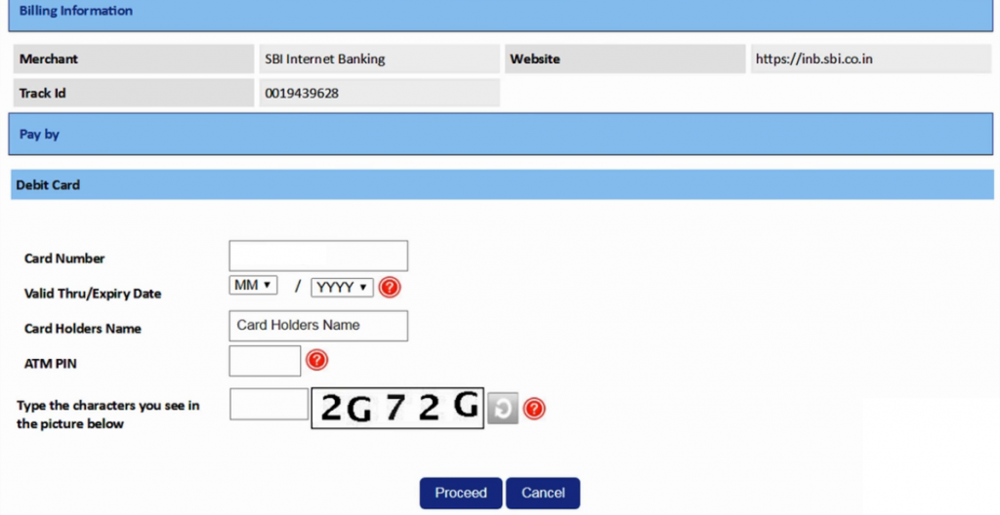 Billing Information
Merchant SBI Internet Banking Website https://inb.sbi.co.in
Track Id 0019439628
Pay by
Debit Card
Card Number
Valid Thru/Expiry Date MM / YYYY ?
Card Holders Name Card Holders Name
ATM PIN ?
Type the characters you see in
the picture below 2G72G ?
Proceed Cancel